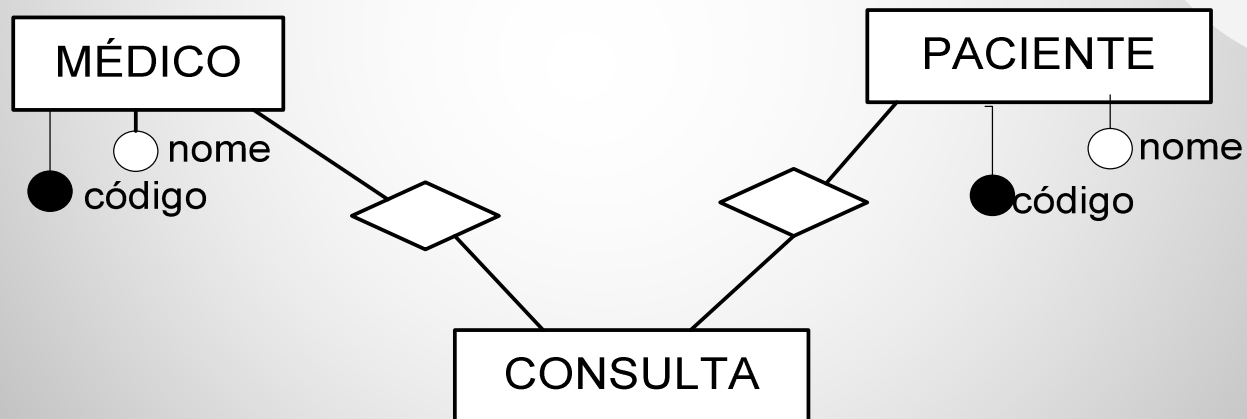 MÉDICO
nome
código
PACIENTE
nome
código
CONSULTA